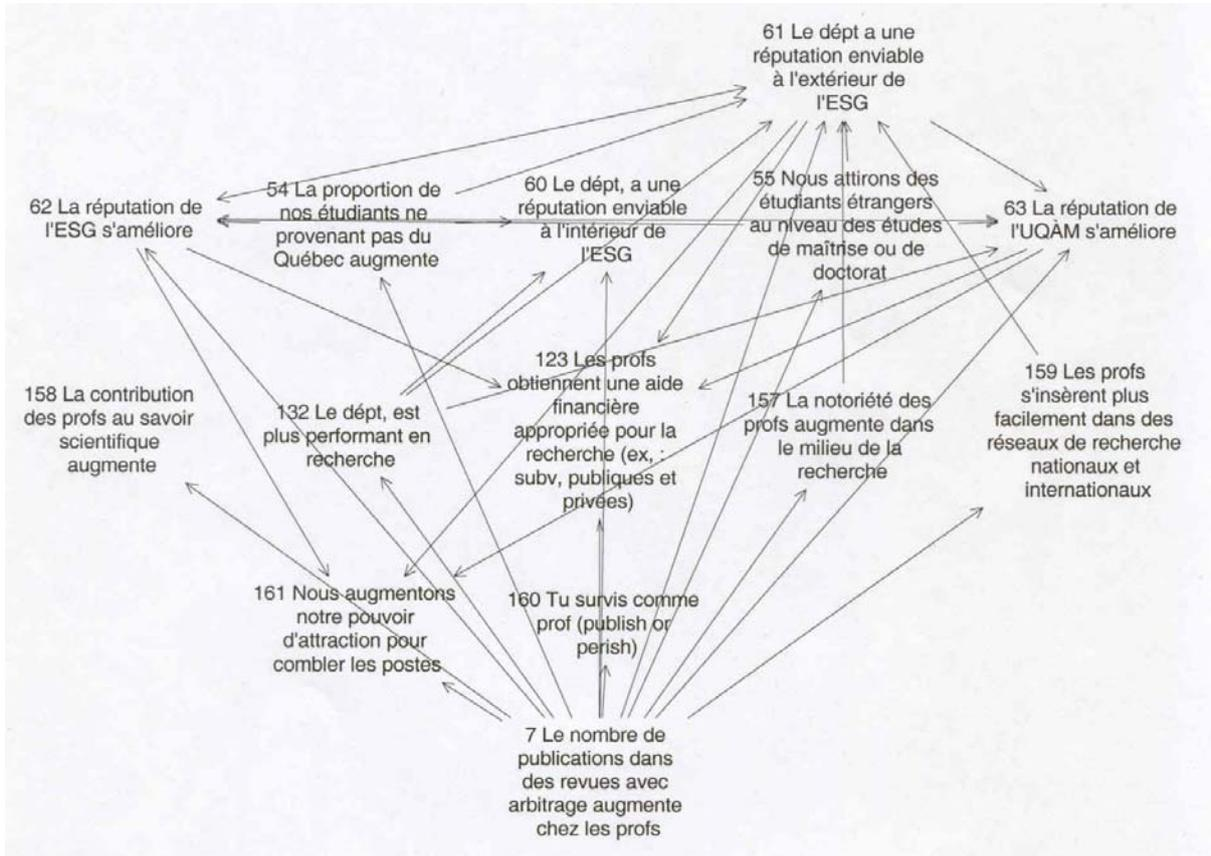 61 Le dépt a une
réputation enviable
à l'extérieur de
l'ESG
62 La réputation de
l'ESG s'améliore
54 La proportion de
nos étudiants ne
provenant pas du
Québec augmente
60 Le dépt, a une
réputation enviable
à l'intérieur de
l'ESG
55 Nous attirons des
étudiants étrangers
au niveau des études
de maîtrise ou de
doctorat
63 La réputation de
l'UQÀM s'améliore
158 La contribution
des profs au savoir
scientifique
augmente
132 Le dépt, est
plus performant en
recherche
123 Les profs
obtiennent une aide
financière
appropriée pour la
recherche (ex, :
subv, publiques et
privées)
157 La notoriété des
profs augmente dans
le milieu de la
recherche
159 Les profs
s'insèrent plus
facilement dans des
réseaux de recherche
nationaux et
internationaux
161 Nous augmentons
notre pouvoir
d'attraction pour
combler les postes
160 Tu survis comme
prof (publish or
perish)
7 Le nombre de
publications dans
des revues avec
arbitrage augmente
chez les profs